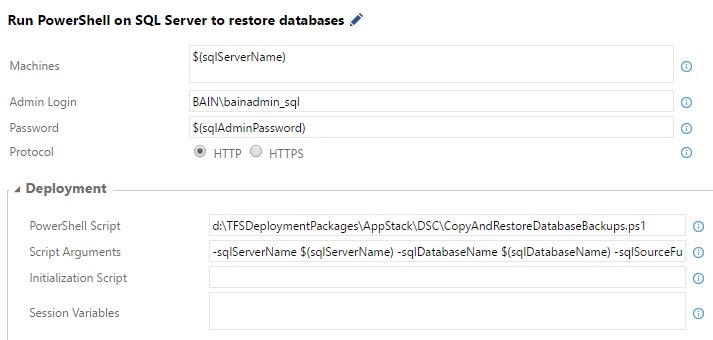 Run PowerShell on SQL Server to restore databases
Machines
$(sqlServerName)
Admin Login
BAIN\bainadmin_sql
Password
$(sqlAdminPassword)
Protocol
HTTP HTTPS
Deployment
PowerShell Script
d:\TFSDeploymentPackages\AppStack\DSC\CopyAndRestoreDatabaseBackups.ps1
Script Arguments
-sqlServerName $(sqlServerName) -sqlDatabaseName $(sqlDatabaseName) -sqlSourceFu
Initialization Script
Session Variables